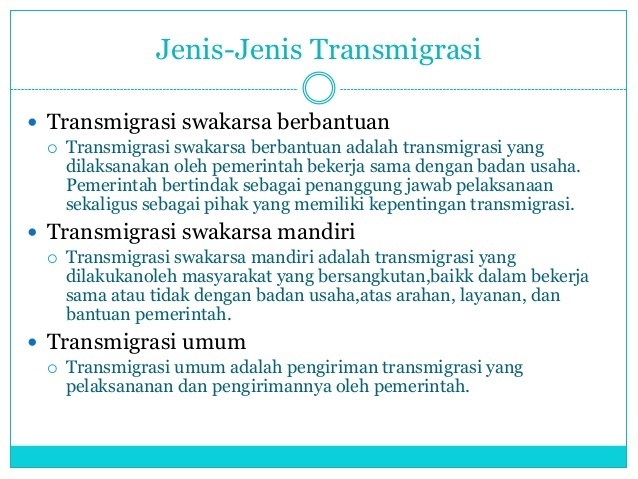 Jenis-Jenis Transmigrasi
Transmigrasi swakarsa berbantuan
Transmigrasi swakarsa berbantuan adalah transmigrasi yang
dilaksanakan oleh pemerintah bekerja sama dengan badan usaha.
Pemerintah bertindak sebagai penanggung jawab pelaksanaan
sekaligus sebagai pihak yang memiliki kepentingan transmigrasi.
Transmigrasi swakarsa mandiri
Transmigrasi swakarsa mandiri adalah transmigrasi yang
dilakukanoleh masyarakat yang bersangkutan,baikk dalam bekerja
sama atau tidak dengan badan usaha,atas arahan, layanan, dan
bantuan pemerintah.
Transmigrasi umum
Transmigrasi umum adalah pengiriman transmigrasi yang
pelaksananan dan pengirimannya oleh pemerintah.